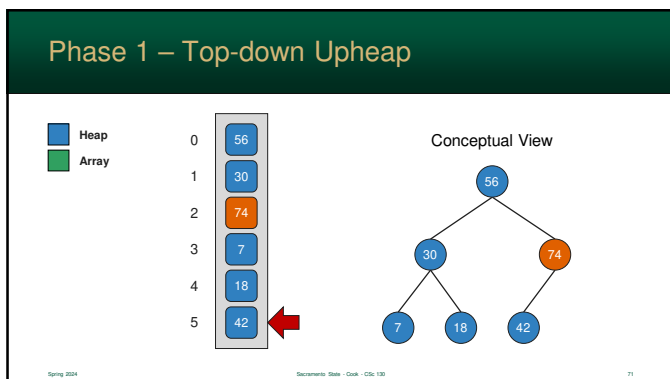 Phase 1 – Top-down Upheap
Heap
Array
0 56
1 30
2 74
3 7
4 18
5 42
Conceptual View
56
30 74
7 18 42
Spring 2024 Sacramento State - Cook - CSc 130 71